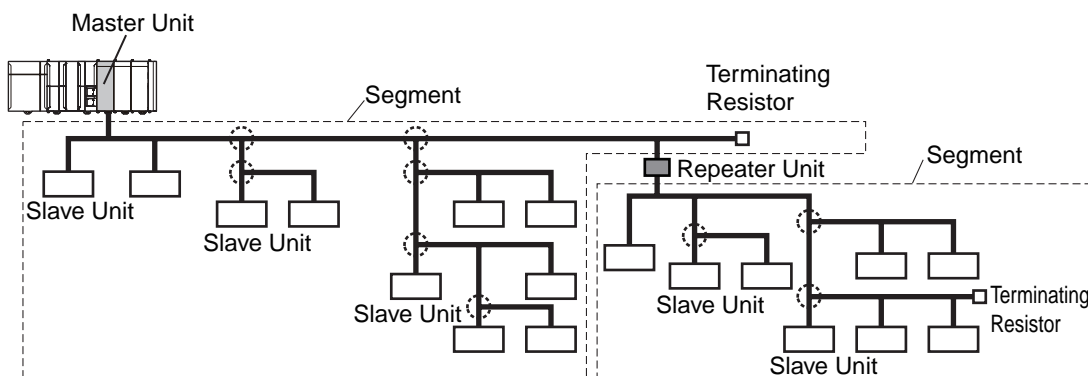 Master Unit
Segment
Terminating
Resistor
Segment
Repeater Unit
Slave Unit
Slave Unit
Slave Unit
Slave Unit
Terminating
Resistor
Slave Unit